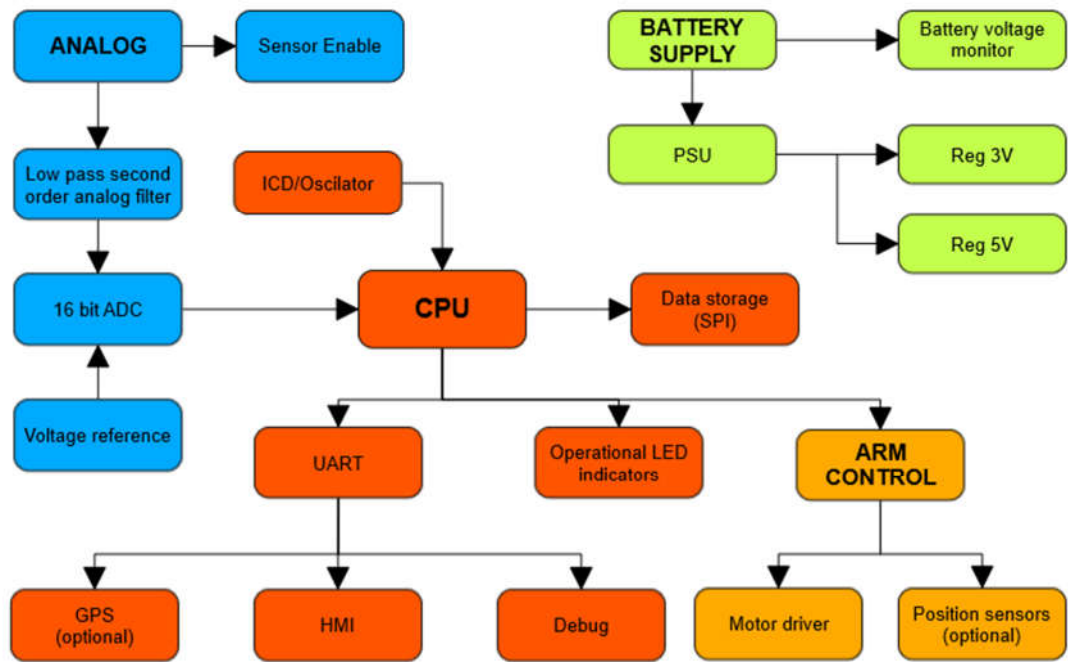 ANALOG
Sensor Enable
BATTERY
SUPPLY
Battery voltage
monitor
Low pass second
order analog filter
ICD/Oscilator
PSU
Reg 3V
Reg 5V
16 bit ADC
CPU
Data storage
(SPI)
Voltage reference
UART
Operational LED
indicators
ARM
CONTROL
GPS
(optional)
HMI
Debug
Motor driver
Position sensors
(optional)